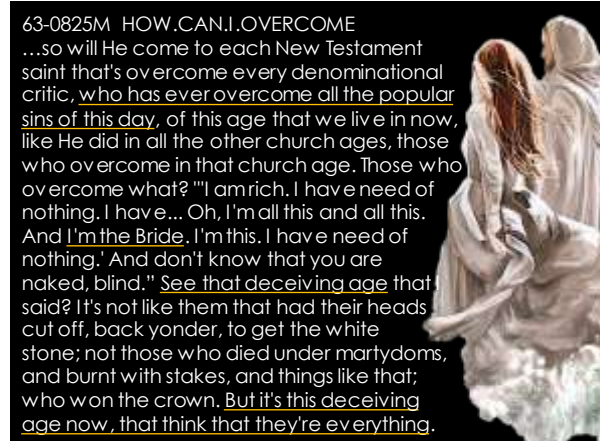 63-0825M HOW.CAN.I.OVERCOME
…so will He come to each New Testament
saint that's overcome every denominational
critic, who has ever overcome all the popular
sins of this day, of this age that we live in now,
like He did in all the other church ages, those
who overcome in that church age. Those who
overcome what? "'I am rich. I have need of
nothing. I have... Oh, I'm all this and all this.
And I'm the Bride. I'm this. I have need of
nothing.' And don't know that you are
naked, blind.” See that deceiving age that I
said? It's not like them that had their heads
cut off, back yonder, to get the white
stone; not those who died under martydoms,
and burnt with stakes, and things like that;
who won the crown. But it's this deceiving
age now, that think that they're everything.